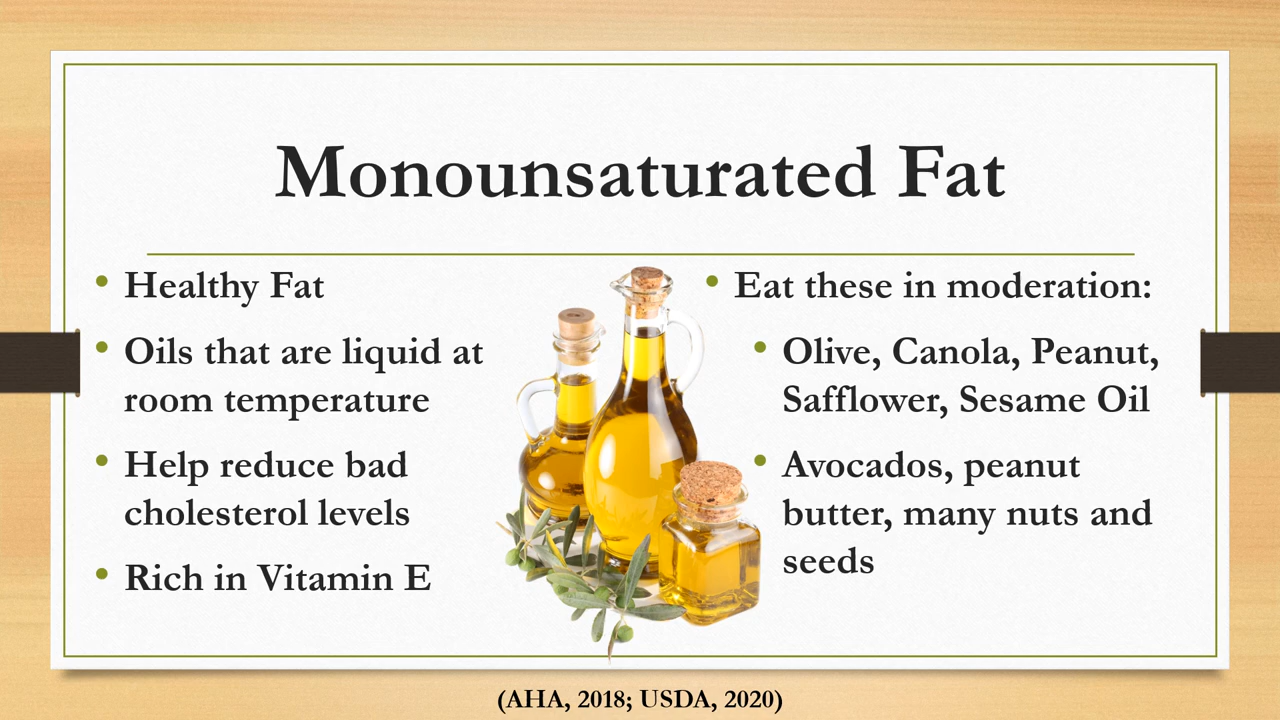 Monounsaturated Fat
• Healthy Fat
• Oils that are liquid at
room temperature
• Help reduce bad
cholesterol levels
• Rich in Vitamin E
• Eat these in moderation:
• Olive, Canola, Peanut,
Safflower, Sesame Oil
• Avocados, peanut
butter, many nuts and
seeds
(AHA, 2018; USDA, 2020)